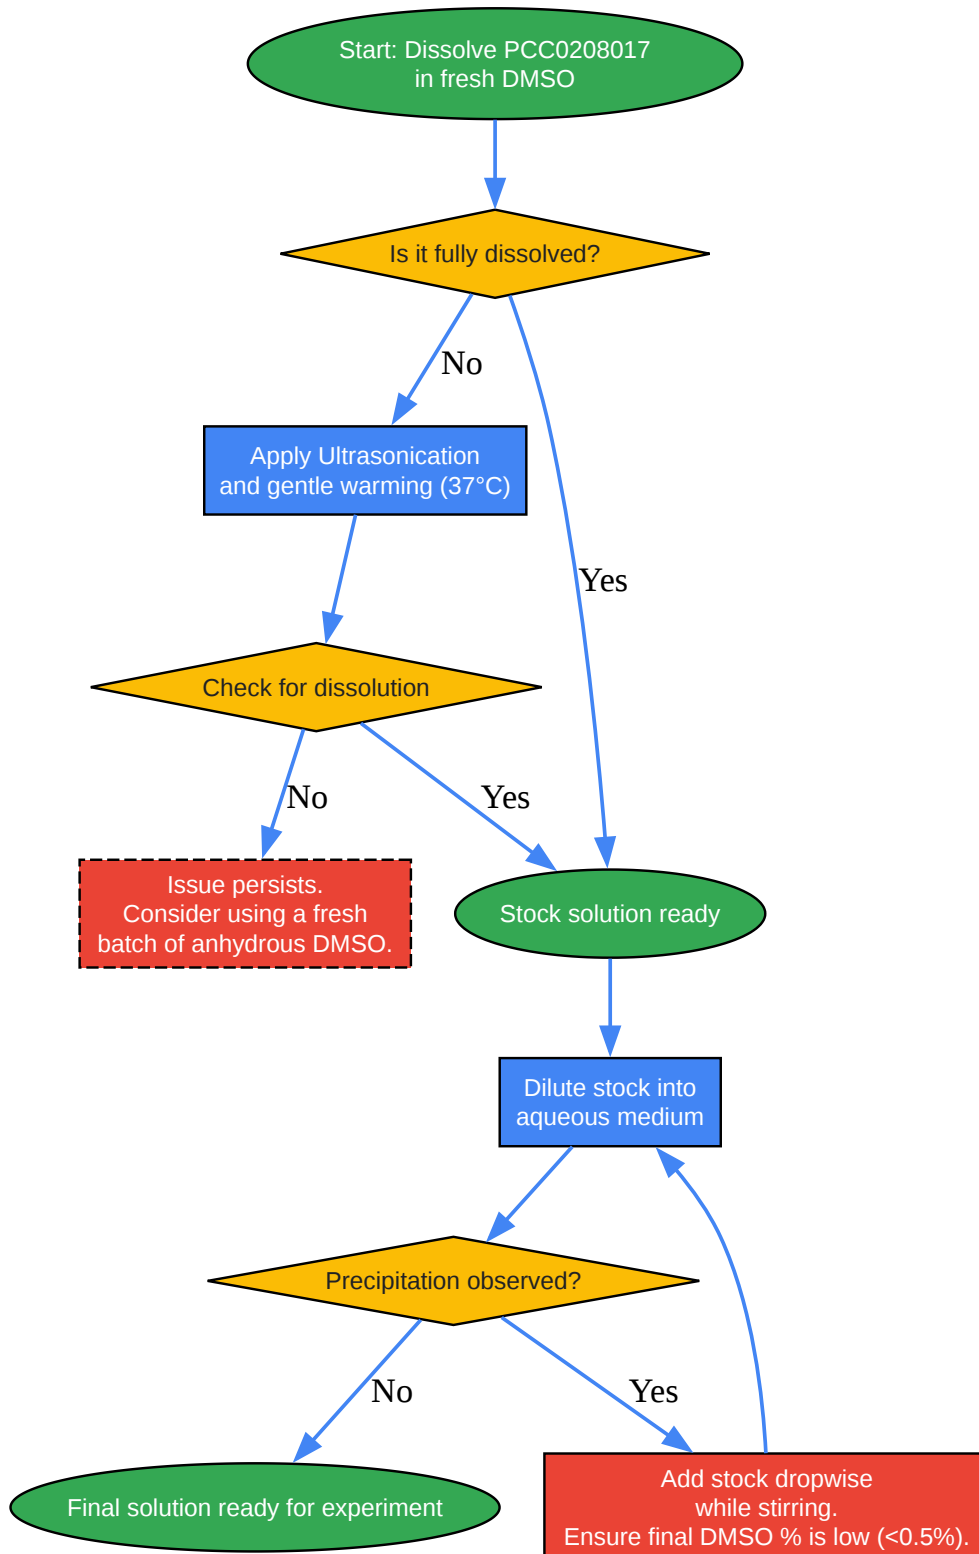 Start: Dissolve PCC0208017
in fresh DMSO
Is it fully dissolved?
No
Apply Ultrasonication
and gentle warming (37°C)
Yes
Check for dissolution
No
Yes
Issue persists.
Consider using a fresh
batch of anhydrous DMSO.
Stock solution ready
Dilute stock into
aqueous medium
Precipitation observed?
No
Yes
Final solution ready for experiment
Add stock dropwise
while stirring.
Ensure final DMSO % is low (<0.5%).